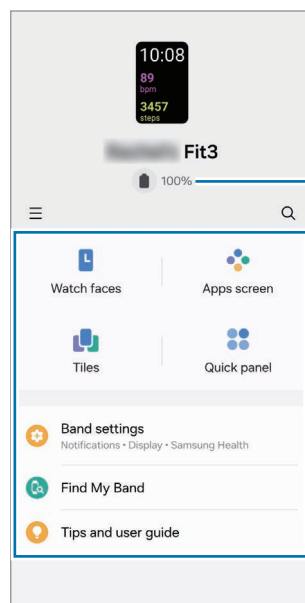 10:08
89
bpm
3457
steps
Fit3
100%
Watch faces
Apps screen
Tiles
Quick panel
Band settings
Notifications • Display • Samsung Health
Find My Band
Tips and user guide